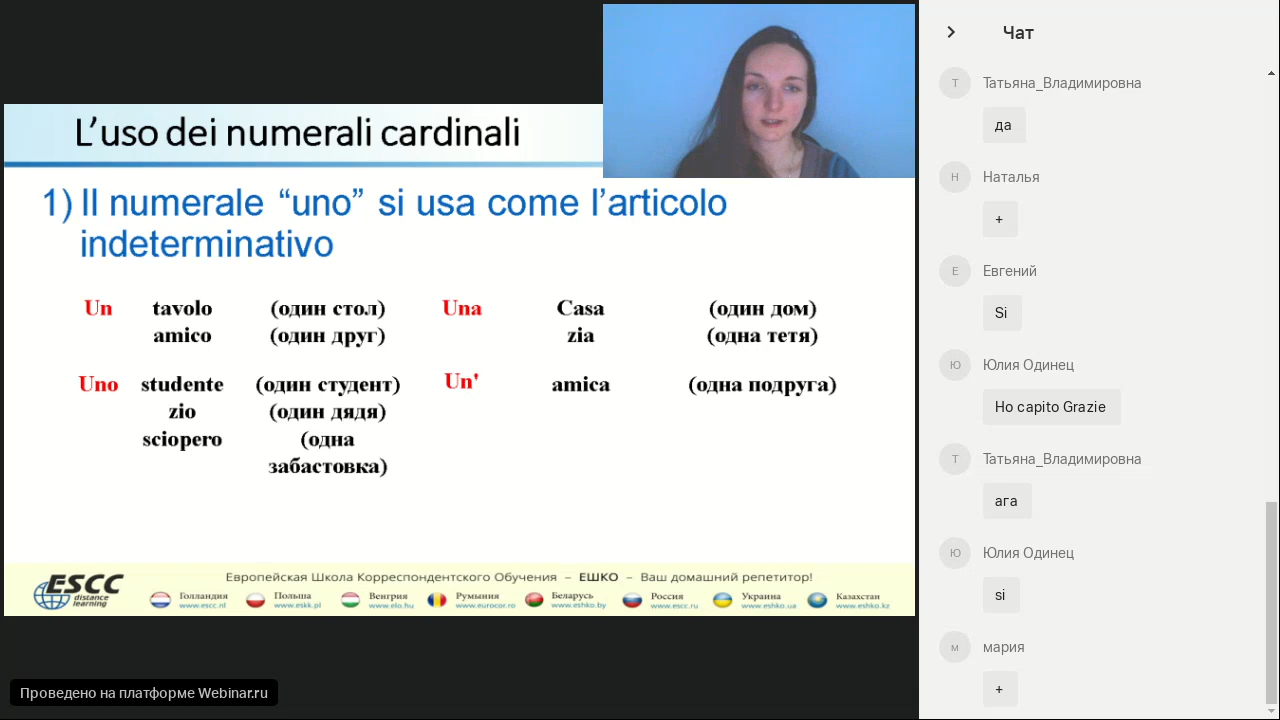 L’uso dei numerali cardinali
1) Il numerale “uno” si usa come l’articolo
indeterminativo
Un tavolo (один стол) Una Casa (один дом)
amico (один друг) zia (одна тетя)
Uno studente (один студент) Un' amica (одна подруга)
zio (один дядя)
sciopero (одна
забастовка)
ESCC
distance
learning
Европейская Школа Корреспондентского Обучения – ЕШКО – Ваш домашний репетитор!
Голландия Польша Венгрия Румыния Беларусь Россия Украина Казахстан
www.escc.nl www.eskk.pl www.elo.hu www.eurocor.ro www.eshko.by www.escc.ru www.eshko.ua www.eshko.kz
Проведено на платформе Webinar.ru
Чат
Т Татьяна_Владимировна
да
Н Наталья
+
Е Евгений
Si
Ю Юлия Одинец
Ho capito Grazie
Т Татьяна_Владимировна
ага
Ю Юлия Одинец
si
м мария
+